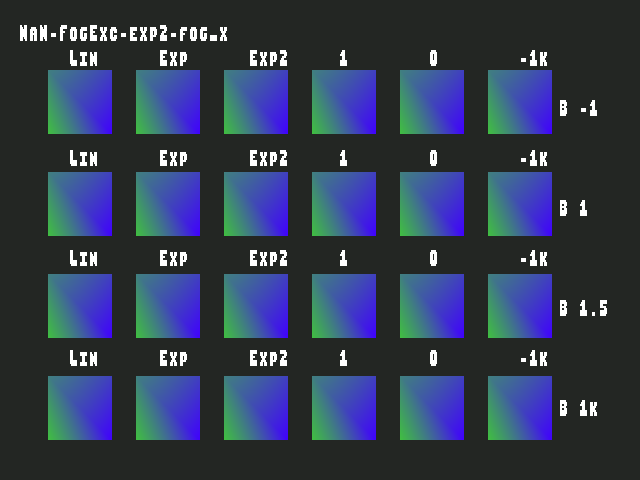 NaN-FogExc-exp2-fog.x
Lin Exp Exp2 1 0 -1k
B -1
Lin Exp Exp2 1 0 -1k
B 1
Lin Exp Exp2 1 0 -1k
B 1.5
Lin Exp Exp2 1 0 -1k
B 1k